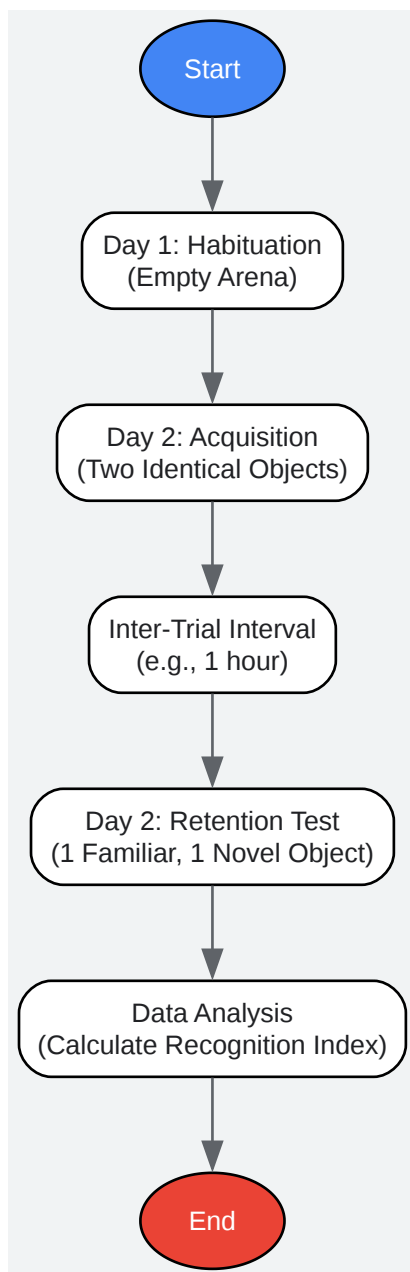 Start
Day 1: Habituation
(Empty Arena)
Day 2: Acquisition
(Two Identical Objects)
Inter-Trial Interval
(e.g., 1 hour)
Day 2: Retention Test
(1 Familiar, 1 Novel Object)
Data Analysis
(Calculate Recognition Index)
End